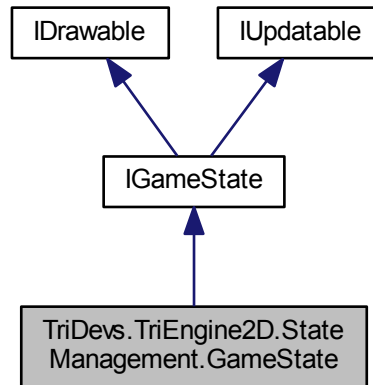 IDrawable
IUpdatable
IGameState
TriDevs.TriEngine2D.State
Management.GameState